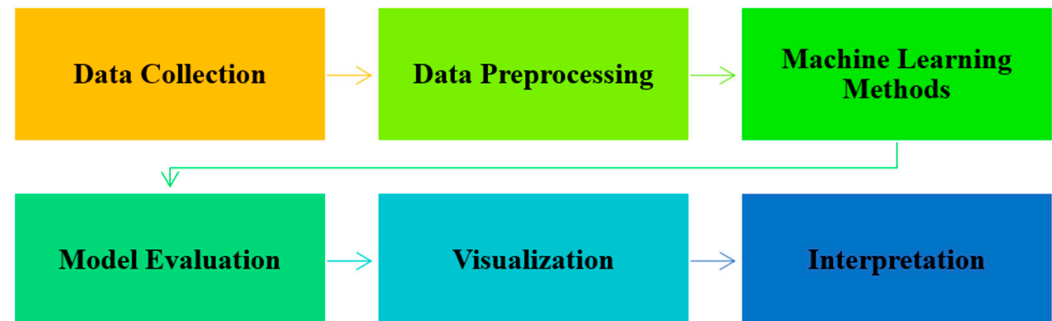 Data Collection
Data Preprocessing
Machine Learning
Methods
Model Evaluation
Visualization
Interpretation